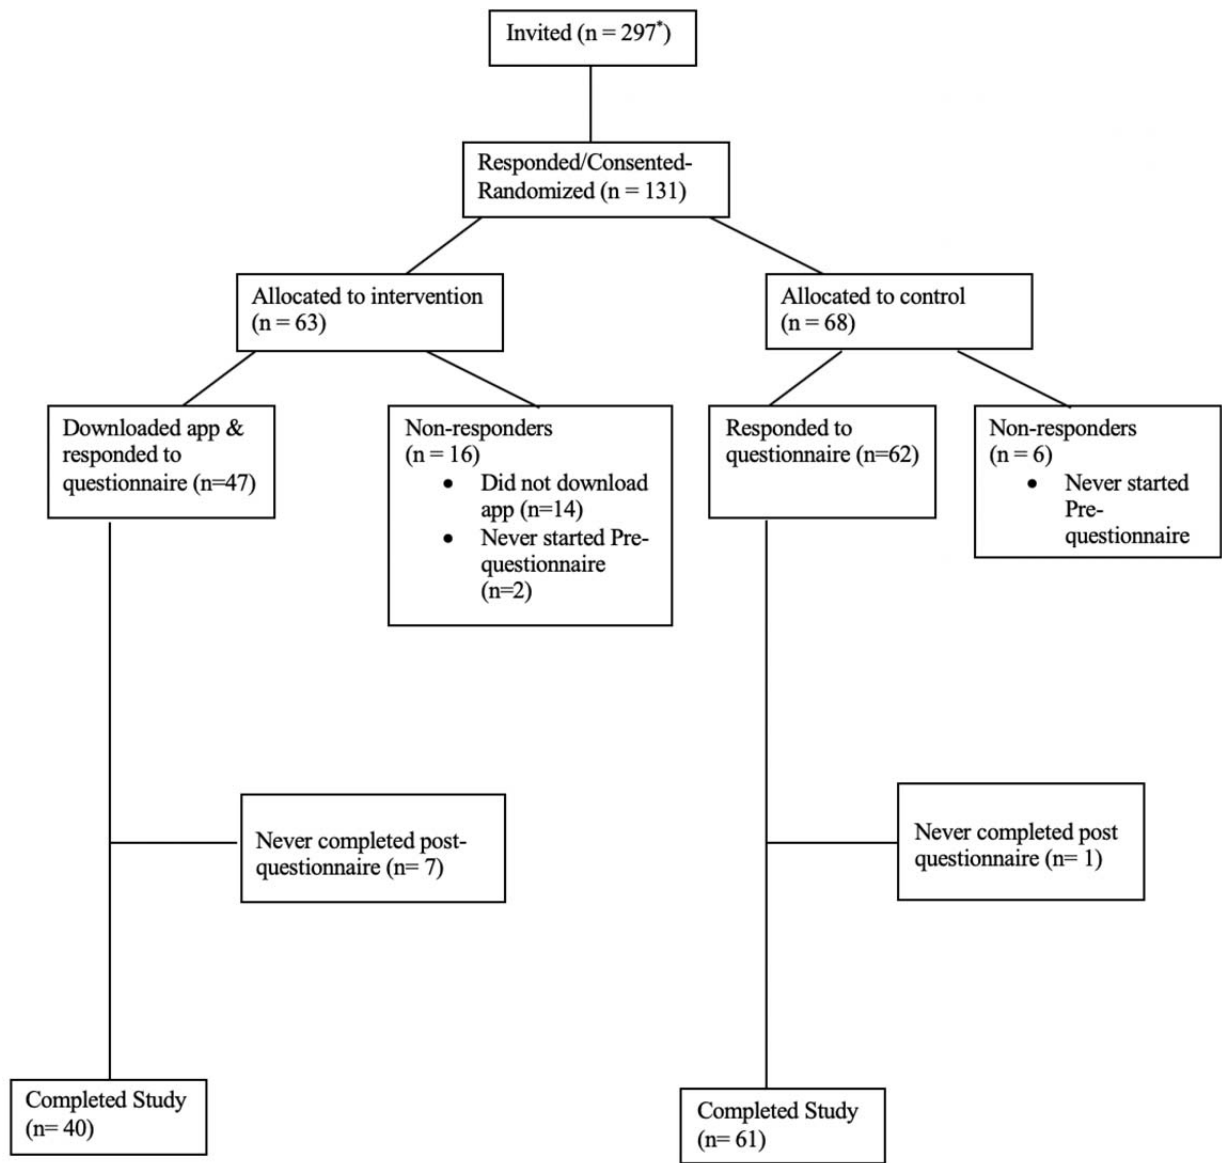 Invited (n = 297*)
Responded/Consented-
Randomized (n = 131)
Allocated to intervention
(n = 63)
Allocated to control
(n = 68)
Downloaded app &
responded to
questionnaire (n=47)
Non-responders
(n = 16)
• Did not download
app (n=14)
• Never started Pre-
questionnaire
(n=2)
Responded to
questionnaire (n=62)
Non-responders
(n = 6)
• Never started
Pre-
questionnaire
Never completed post-
questionnaire (n= 7)
Never completed post
questionnaire (n= 1)
Completed Study
(n= 40)
Completed Study
(n= 61)